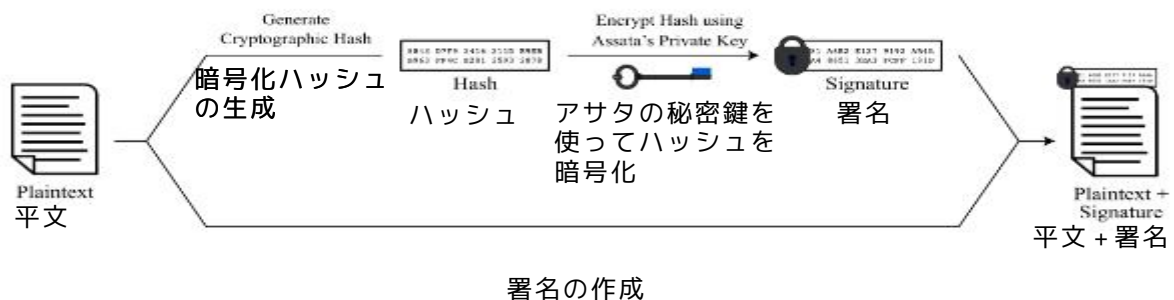 Generate
Cryptographic Hash
暗号化ハッシュ
の生成
Hash
ハッシュ
Encrypt Hash using
Assata's Private Key
アサタの秘密鍵を
使ってハッシュを
暗号化
Signature
署名
Plaintext
平文
Plaintext +
Signature
平文 + 署名
署名の作成